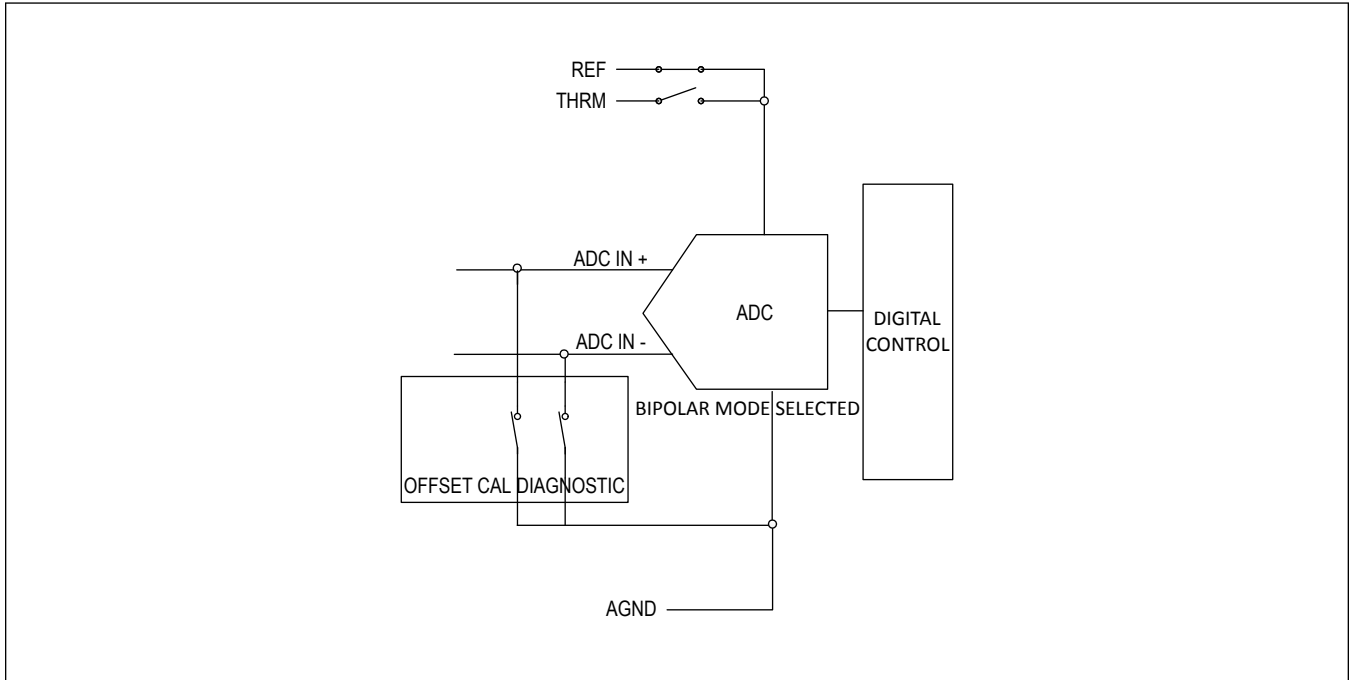 REF
THRM
ADC IN +
ADC
DIGITAL
CONTROL
ADC IN -
BIPOLAR MODE SELECTED
OFFSET CAL DIAGNOSTIC
AGND